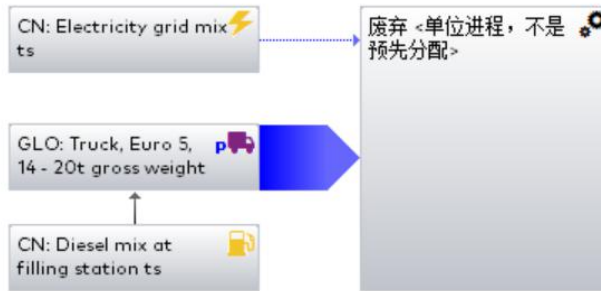 CN: Electricity grid mix
ts
废弃 <单位进程，不是
预先分配>
GLO: Truck, Euro 5,
14 - 20t gross weight
p
CN: Diesel mix at
filling station ts